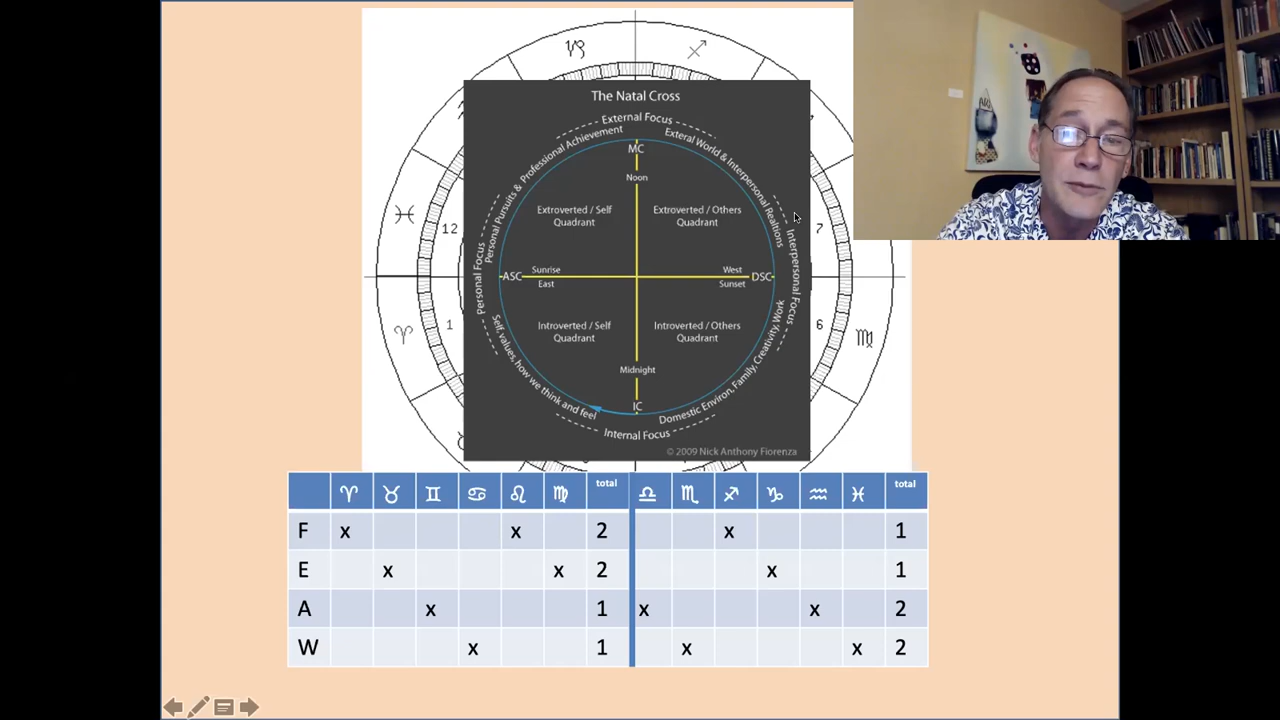 The Natal Cross
External Focus
Personal Pursuits & Professional Achievement
Exteral World & Interpersonal Realtions
MC
Noon
Extroverted / Self
Quadrant
Extroverted / Others
Quadrant
12
7
Personal Focus
Interpersonal Focus
ASC
Sunrise
East
West
Sunset
DSC
1
6
Introverted / Self
Quadrant
Introverted / Others
Quadrant
Self, values, how we think and feel
Domestic Environ, Family, Creativity, Work
Midnight
IC
Internal Focus
© 2009 Nick Anthony Fiorenza
♈ ♉ ♊ ♋ ♌ ♍ total ♎ ♏ ♐ ♑ ♒ ♓ total
F x x 2 x 1
E x x 2 x 1
A x 1 x x 2
W x 1 x x 2